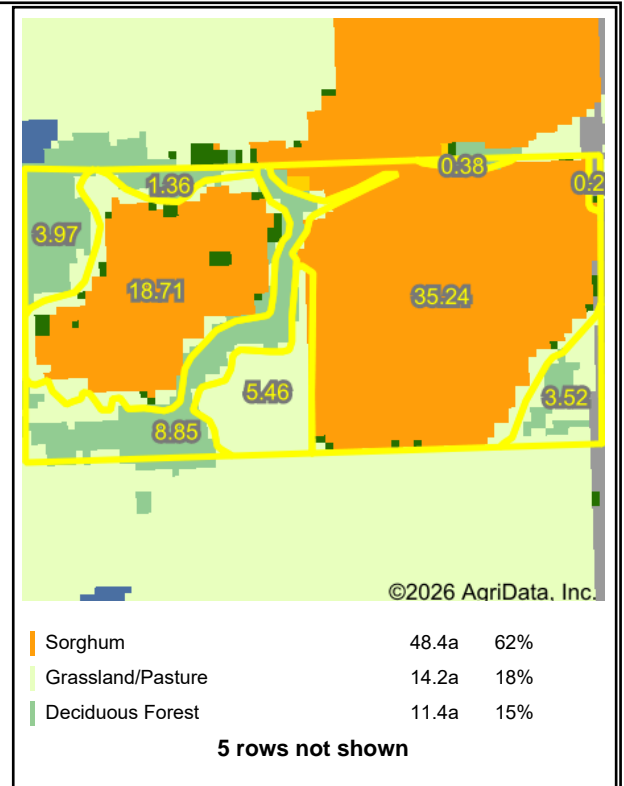 0.38
1.36
0.2
3.97
18.71
35.24
5.46
3.52
8.85
©2026 AgriData, Inc.
Sorghum 48.4a 62%
Grassland/Pasture 14.2a 18%
Deciduous Forest 11.4a 15%
5 rows not shown